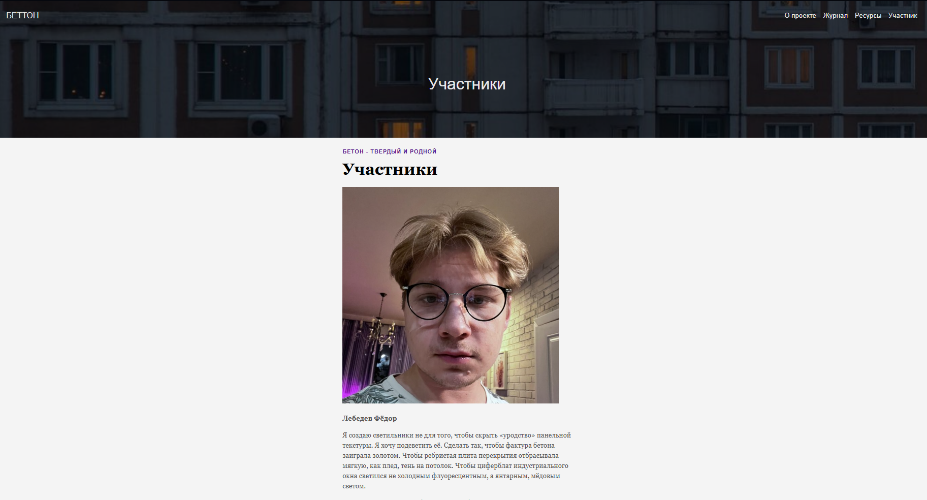 БЕТТОН
О проекте Журнал Ресурсы Участник
Участники
БЕТОН - ТВЕРДЫЙ И РОДНОЙ
Участники
Лебедев Фёдор
Я создаю светильники не для того, чтобы скрыть «уродство» панельной
текстуры. Я хочу подсветить её. Сделать так, чтобы фактура бетона
заиграла золотом. Чтобы ребристая плита перекрытия отбрасывала
мягкую, как плед, тень на потолок. Чтобы циферблат индустриального
окна светился не холодным флуоресцентным, а янтарным, мёдовым
светом.